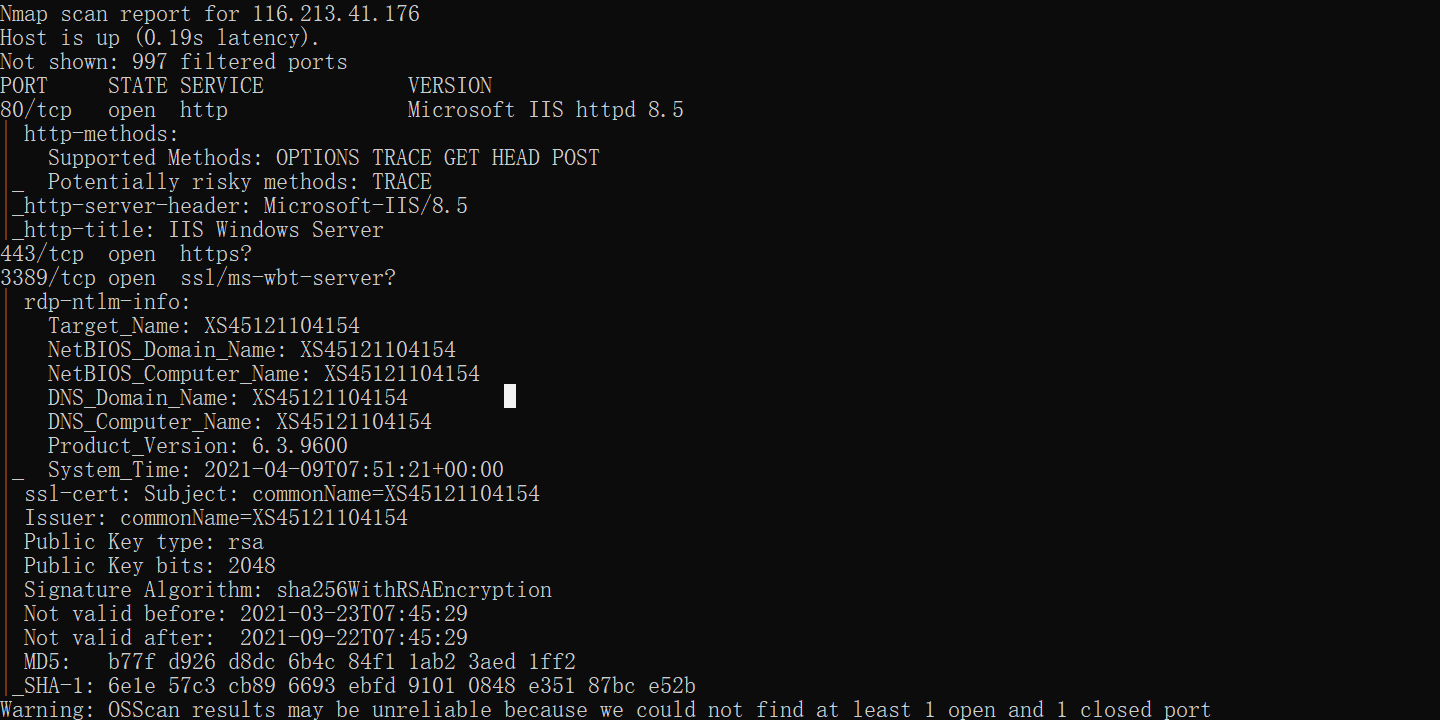 Nmap scan report for 116.213.41.176
Host is up (0.19s latency).
Not shown: 997 filtered ports
PORT     STATE SERVICE            VERSION
80/tcp   open  http               Microsoft IIS httpd 8.5
| http-methods:
|   Supported Methods: OPTIONS TRACE GET HEAD POST
|_  Potentially risky methods: TRACE
|_http-server-header: Microsoft-IIS/8.5
|_http-title: IIS Windows Server
443/tcp  open  https?
3389/tcp open  ssl/ms-wbt-server?
| rdp-ntlm-info:
|   Target_Name: XS45121104154
|   NetBIOS_Domain_Name: XS45121104154
|   NetBIOS_Computer_Name: XS45121104154
|   DNS_Domain_Name: XS45121104154
|   DNS_Computer_Name: XS45121104154
|   Product_Version: 6.3.9600
|_  System_Time: 2021-04-09T07:51:21+00:00
| ssl-cert: Subject: commonName=XS45121104154
| Issuer: commonName=XS45121104154
| Public Key type: rsa
| Public Key bits: 2048
| Signature Algorithm: sha256WithRSAEncryption
| Not valid before: 2021-03-23T07:45:29
| Not valid after:  2021-09-22T07:45:29
| MD5:   b77f d926 d8dc 6b4c 84f1 1ab2 3aed 1ff2
|_SHA-1: 6e1e 57c3 cb89 6693 ebfd 9101 0848 e351 87bc e52b
Warning: OSScan results may be unreliable because we could not find at least 1 open and 1 closed port